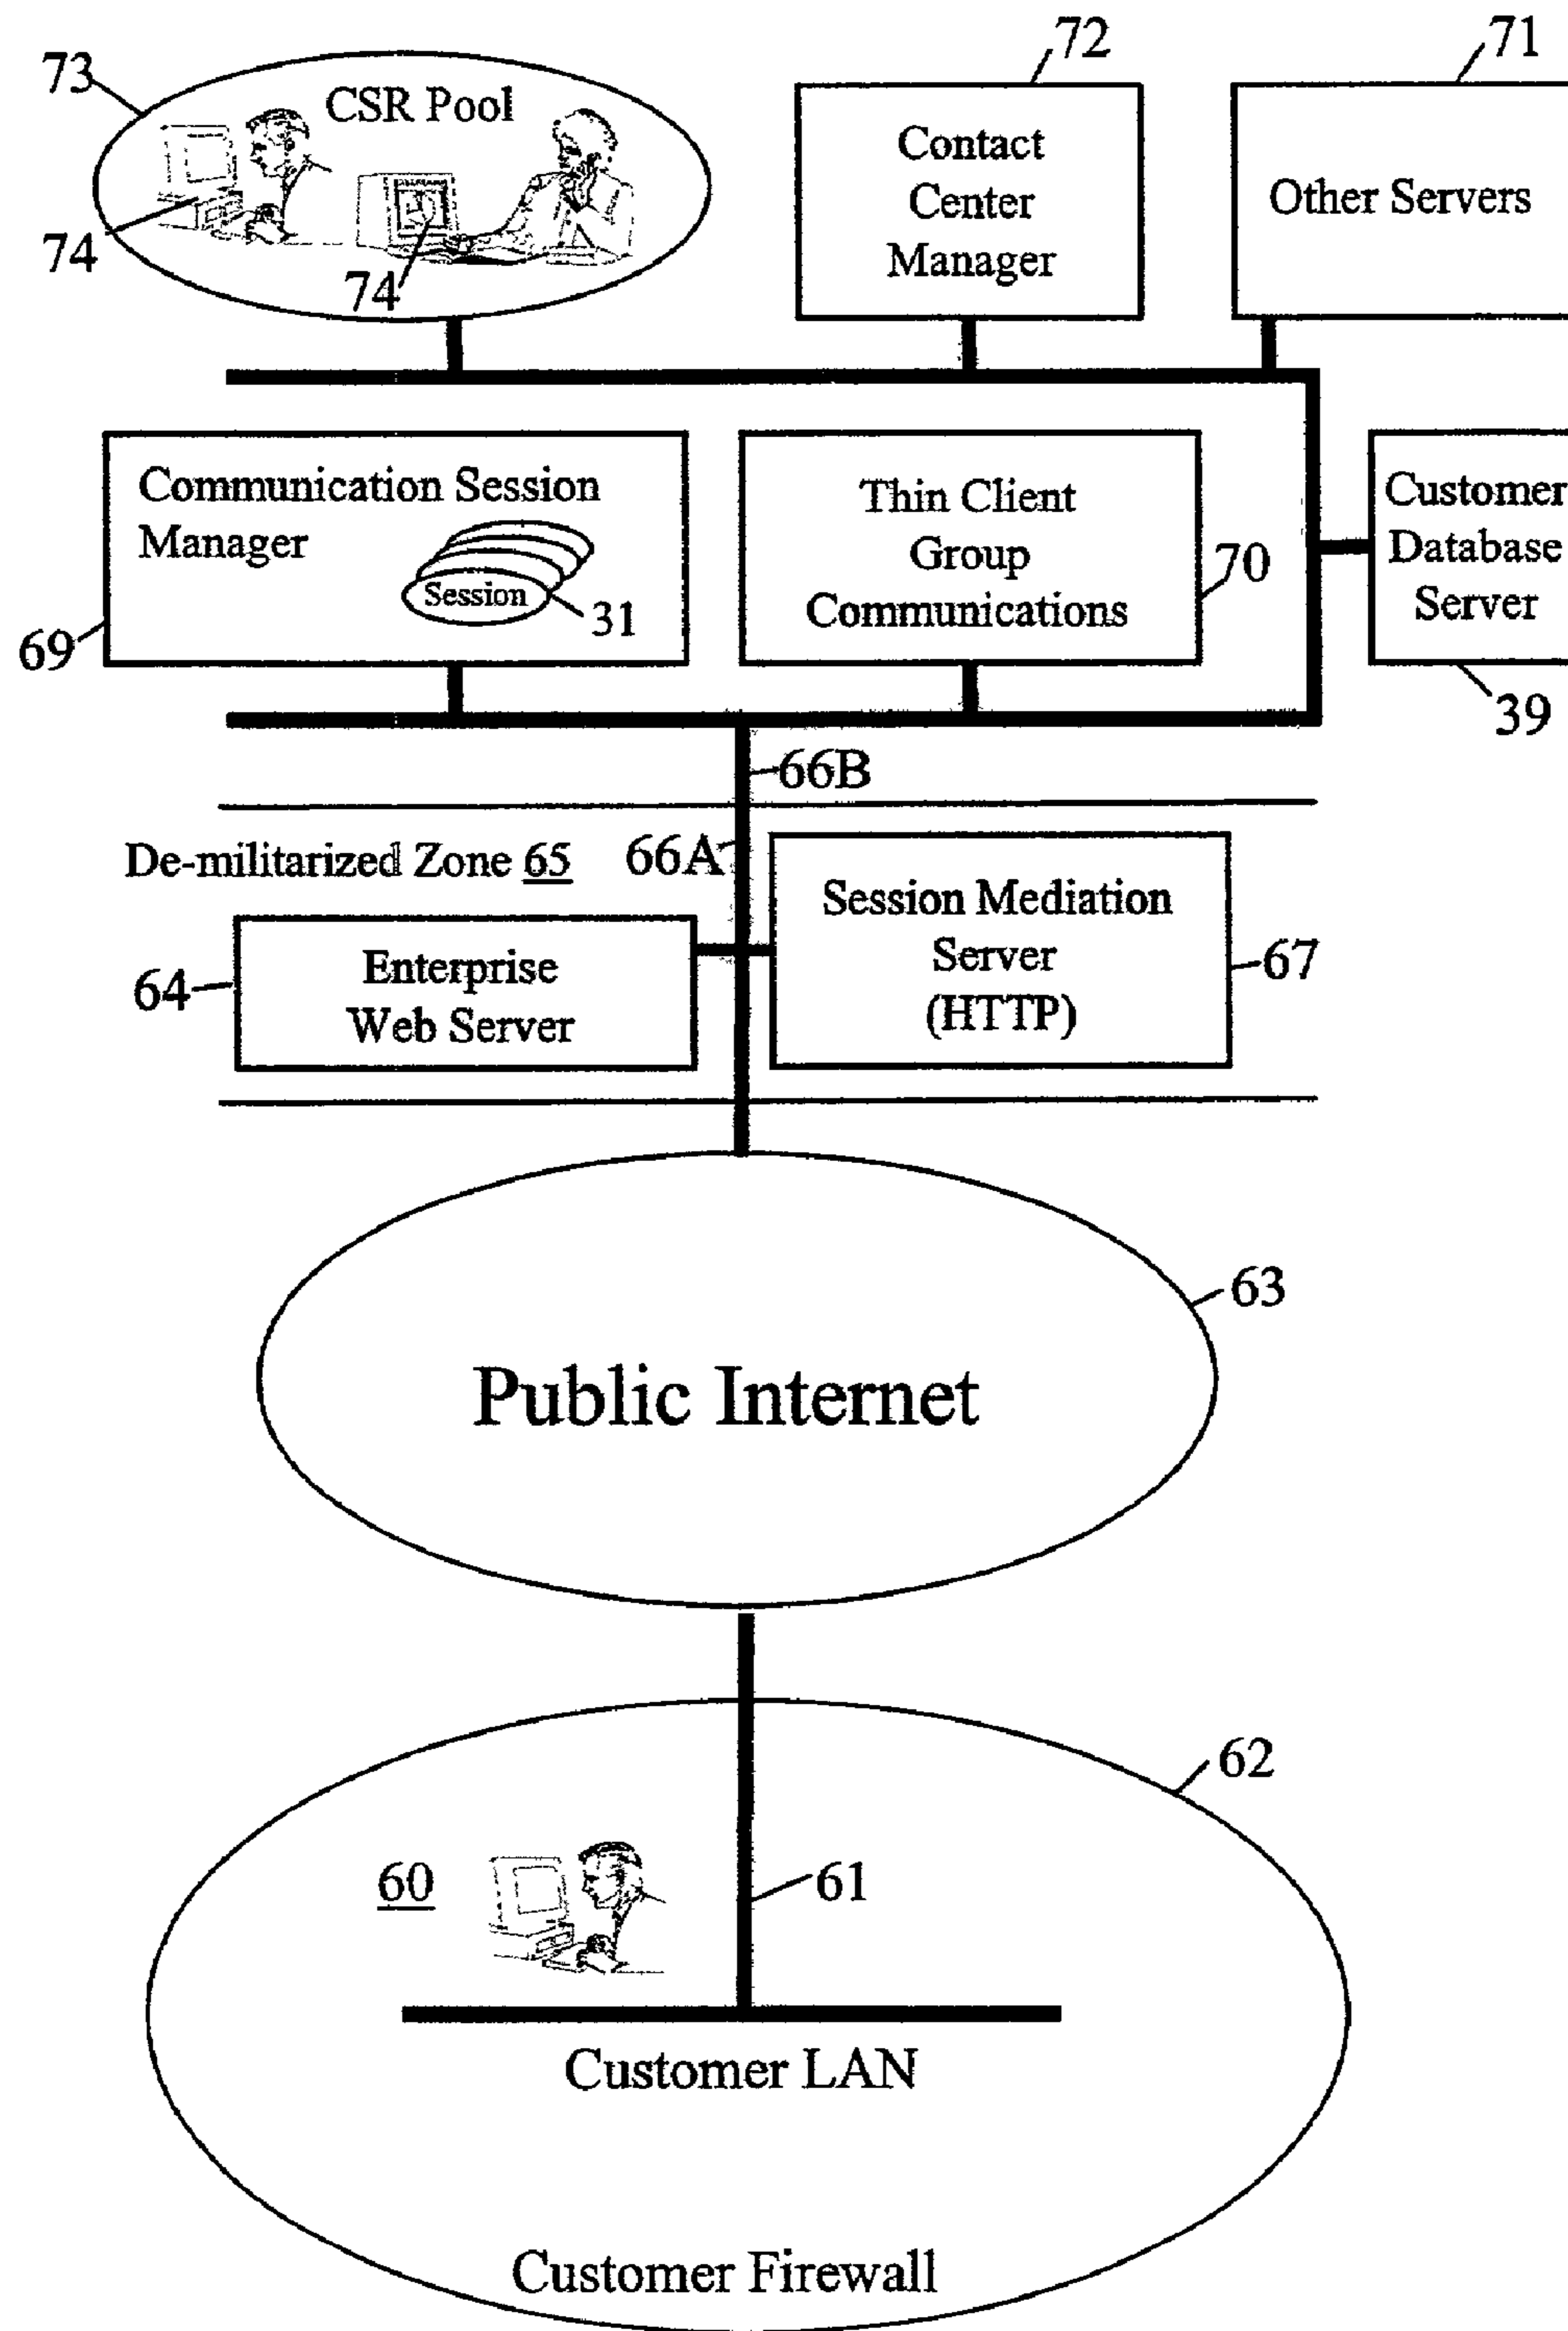 73
CSR Pool
74
74
72
Contact
Center
Manager
71
Other Servers
Communication Session
Manager
Session
31
69
Thin Client
Group
Communications
70
Customer
Database
Server
39
66B
De-militarized Zone 65
66A
Session Mediation
Server
(HTTP)
67
64
Enterprise
Web Server
63
Public Internet
62
60
61
Customer LAN
Customer Firewall